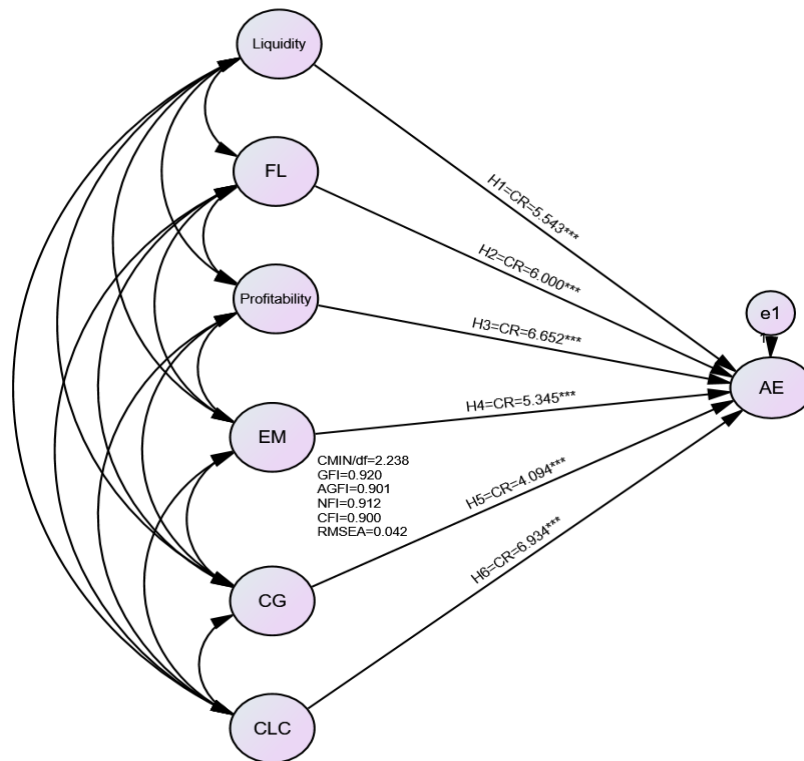 Liquidity
FL
H1=CR=5.543***
H2=CR=6.000***
Profitability
H3=CR=6.652***
e1
1
AE
H4=CR=5.345***
EM
CMIN/df=2.238
GFI=0.920
AGFI=0.901
NFI=0.912
CFI=0.900
RMSEA=0.042
H5=CR=4.094***
H6=CR=6.934***
CG
CLC